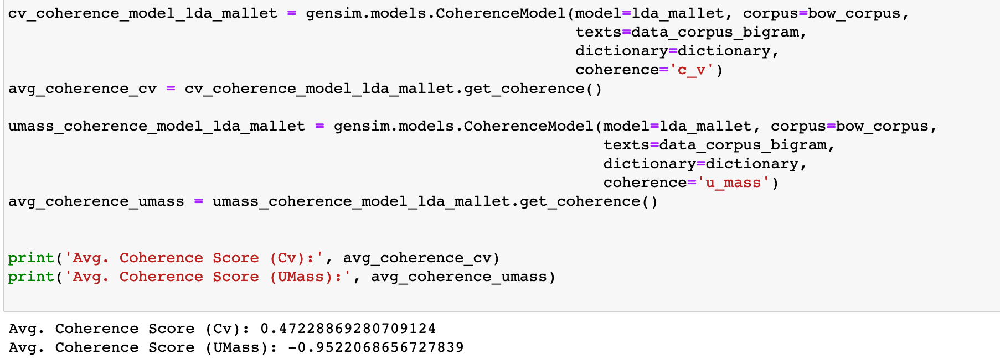 cv_coherence_model_lda_mallet = gensim.models.CoherenceModel(model=lda_mallet, corpus=bow_corpus,
texts=data_corpus_bigram,
dictionary=dictionary,
coherence='c_v')
avg_coherence_cv = cv_coherence_model_lda_mallet.get_coherence()
umass_coherence_model_lda_mallet = gensim.models.CoherenceModel(model=lda_mallet, corpus=bow_corpus,
texts=data_corpus_bigram,
dictionary=dictionary,
coherence='u_mass')
avg_coherence_umass = umass_coherence_model_lda_mallet.get_coherence()
print('Avg. Coherence Score (Cv):', avg_coherence_cv)
print('Avg. Coherence Score (UMass):', avg_coherence_umass)
Avg. Coherence Score (Cv): 0.47228869280709124
Avg. Coherence Score (UMass): -0.9522068656727839